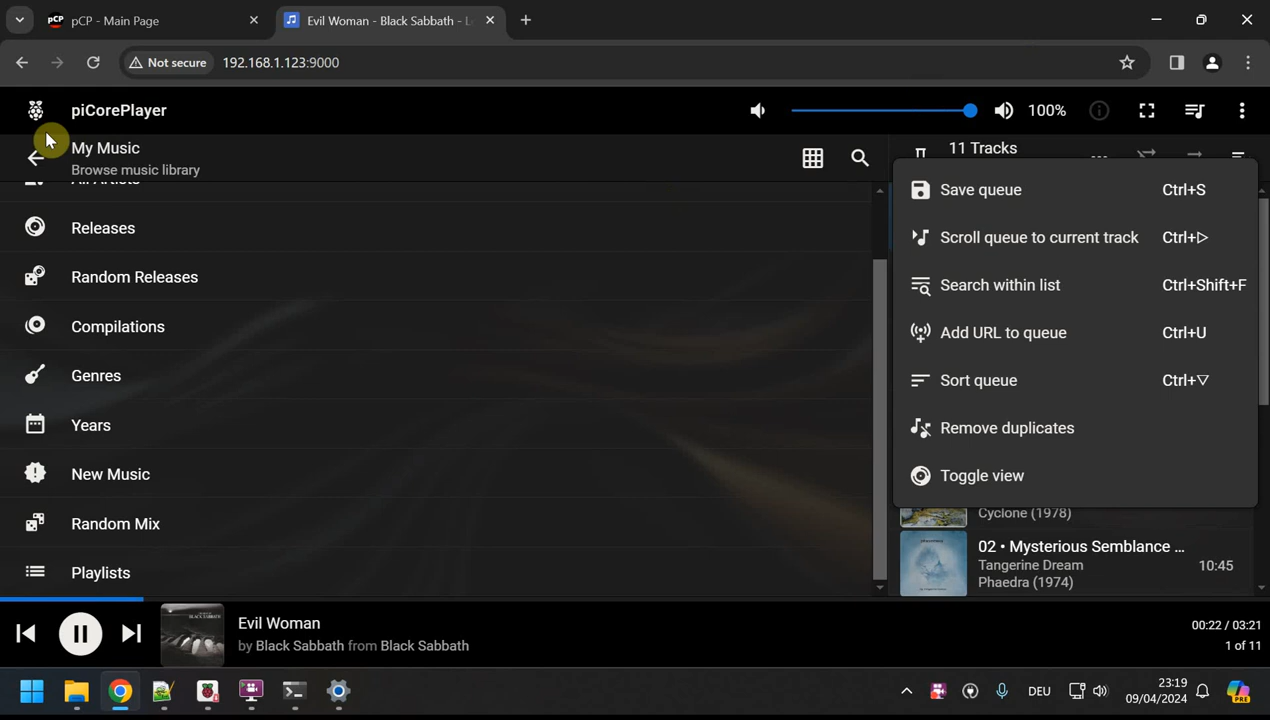 pCP - Main Page
Evil Woman - Black Sabbath - L
Not secure
192.168.1.123:9000
piCorePlayer
100%
My Music
Browse music library
11 Tracks
All Artists
Releases
Random Releases
Compilations
Genres
Years
New Music
Random Mix
Playlists
Save queue Ctrl+S
Scroll queue to current track Ctrl+▷
Search within list Ctrl+Shift+F
Add URL to queue Ctrl+U
Sort queue Ctrl+▽
Remove duplicates
Toggle view
Cyclone (1978)
02 • Mysterious Semblance ...
Tangerine Dream
Phaedra (1974)
10:45
Evil Woman
by Black Sabbath from Black Sabbath
00:22 / 03:21
1 of 11
DEU
23:19
09/04/2024
PRE